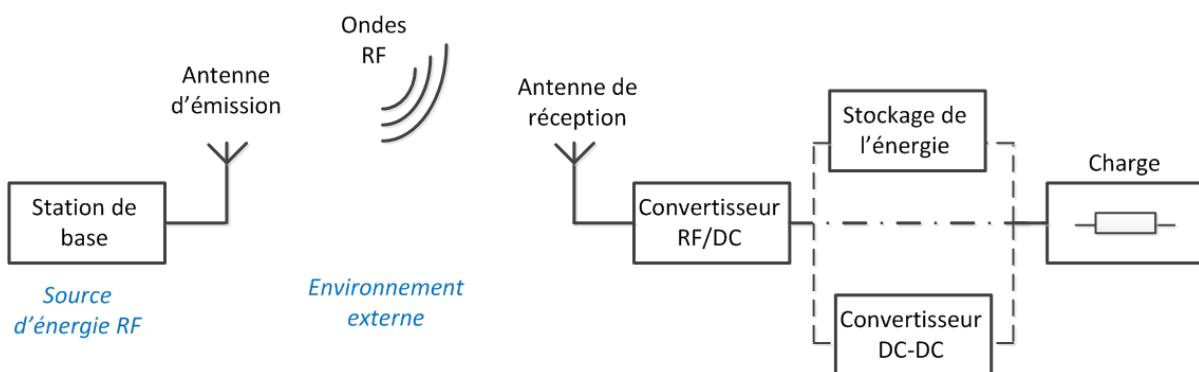 Ondes
RF
Antenne
d'émission
Antenne de
réception
Stockage de
l'énergie
Charge
Station de
base
Convertisseur
RF/DC
Source
d'énergie RF
Environnement
externe
Convertisseur
DC-DC